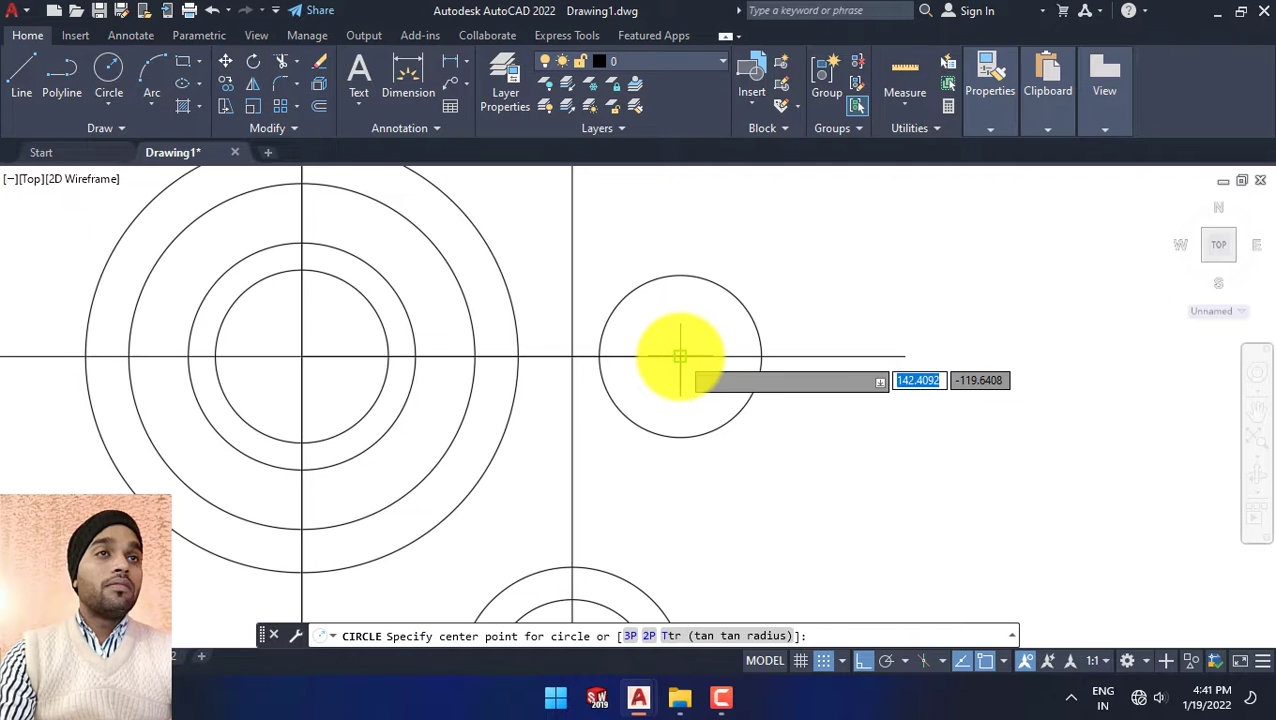 Share
Autodesk AutoCAD 2022 Drawing1.dwg
Type a keyword or phrase
Sign In
Home Insert Annotate Parametric View Manage Output Add-ins Collaborate Express Tools Featured Apps
0
Line Polyline Circle Arc Text Dimension Layer Properties Insert Group Measure Properties Clipboard View
Draw Modify Annotation Layers Block Groups Utilities
Start Drawing1* +
[−][Top][2D Wireframe]
N
W TOP E
S
Unnamed
142.4092 -119.6408
CIRCLE Specify center point for circle or [3P 2P Ttr (tan tan radius)]:
2 +
MODEL 1:1
SW
2019
A
C
ENG
IN
4:41 PM
1/19/2022